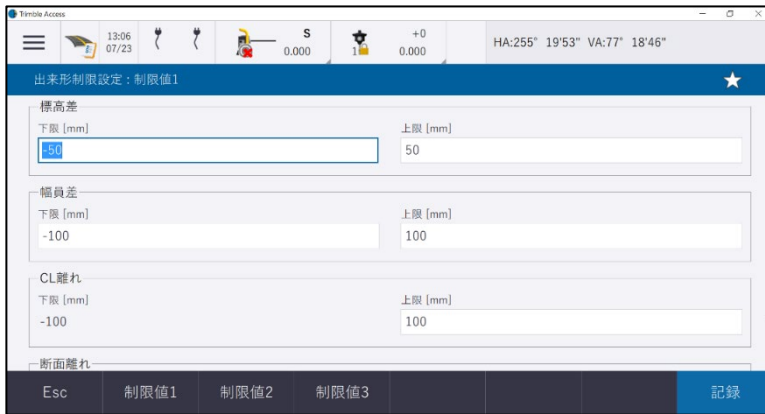 Trimble Access
13:06
07/23
S
0.000
1
+0
0.000
HA:255° 19'53" VA:77° 18'46"
出来形制限設定 : 制限値1
標高差
下限 [mm] 上限 [mm]
-50 50
幅員差
下限 [mm] 上限 [mm]
-100 100
CL離れ
下限 [mm] 上限 [mm]
-100 100
断面離れ
Esc 制限値1 制限値2 制限値3 記録